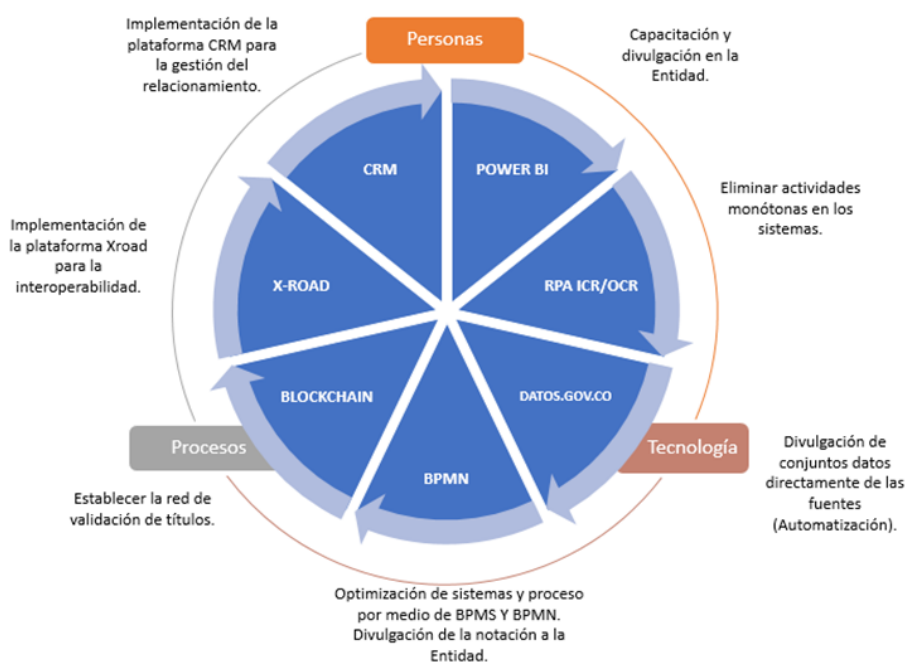 Implementación de la
plataforma CRM para
la gestión del
relacionamiento.
Personas
Capacitación y
divulgación en la
Entidad.
CRM
POWER BI
Eliminar actividades
monótonas en los
sistemas.
Implementación de
la plataforma Xroad
para la
interoperabilidad.
X-ROAD
RPA ICR/OCR
BLOCKCHAIN
DATOS.GOV.CO
Procesos
BPMN
Tecnología
Divulgación de
conjuntos datos
directamente de las
fuentes
(Automatización).
Establecer la red de
validación de títulos.
Optimización de sistemas y proceso
por medio de BPMS Y BPMN.
Divulgación de la notación a la
Entidad.